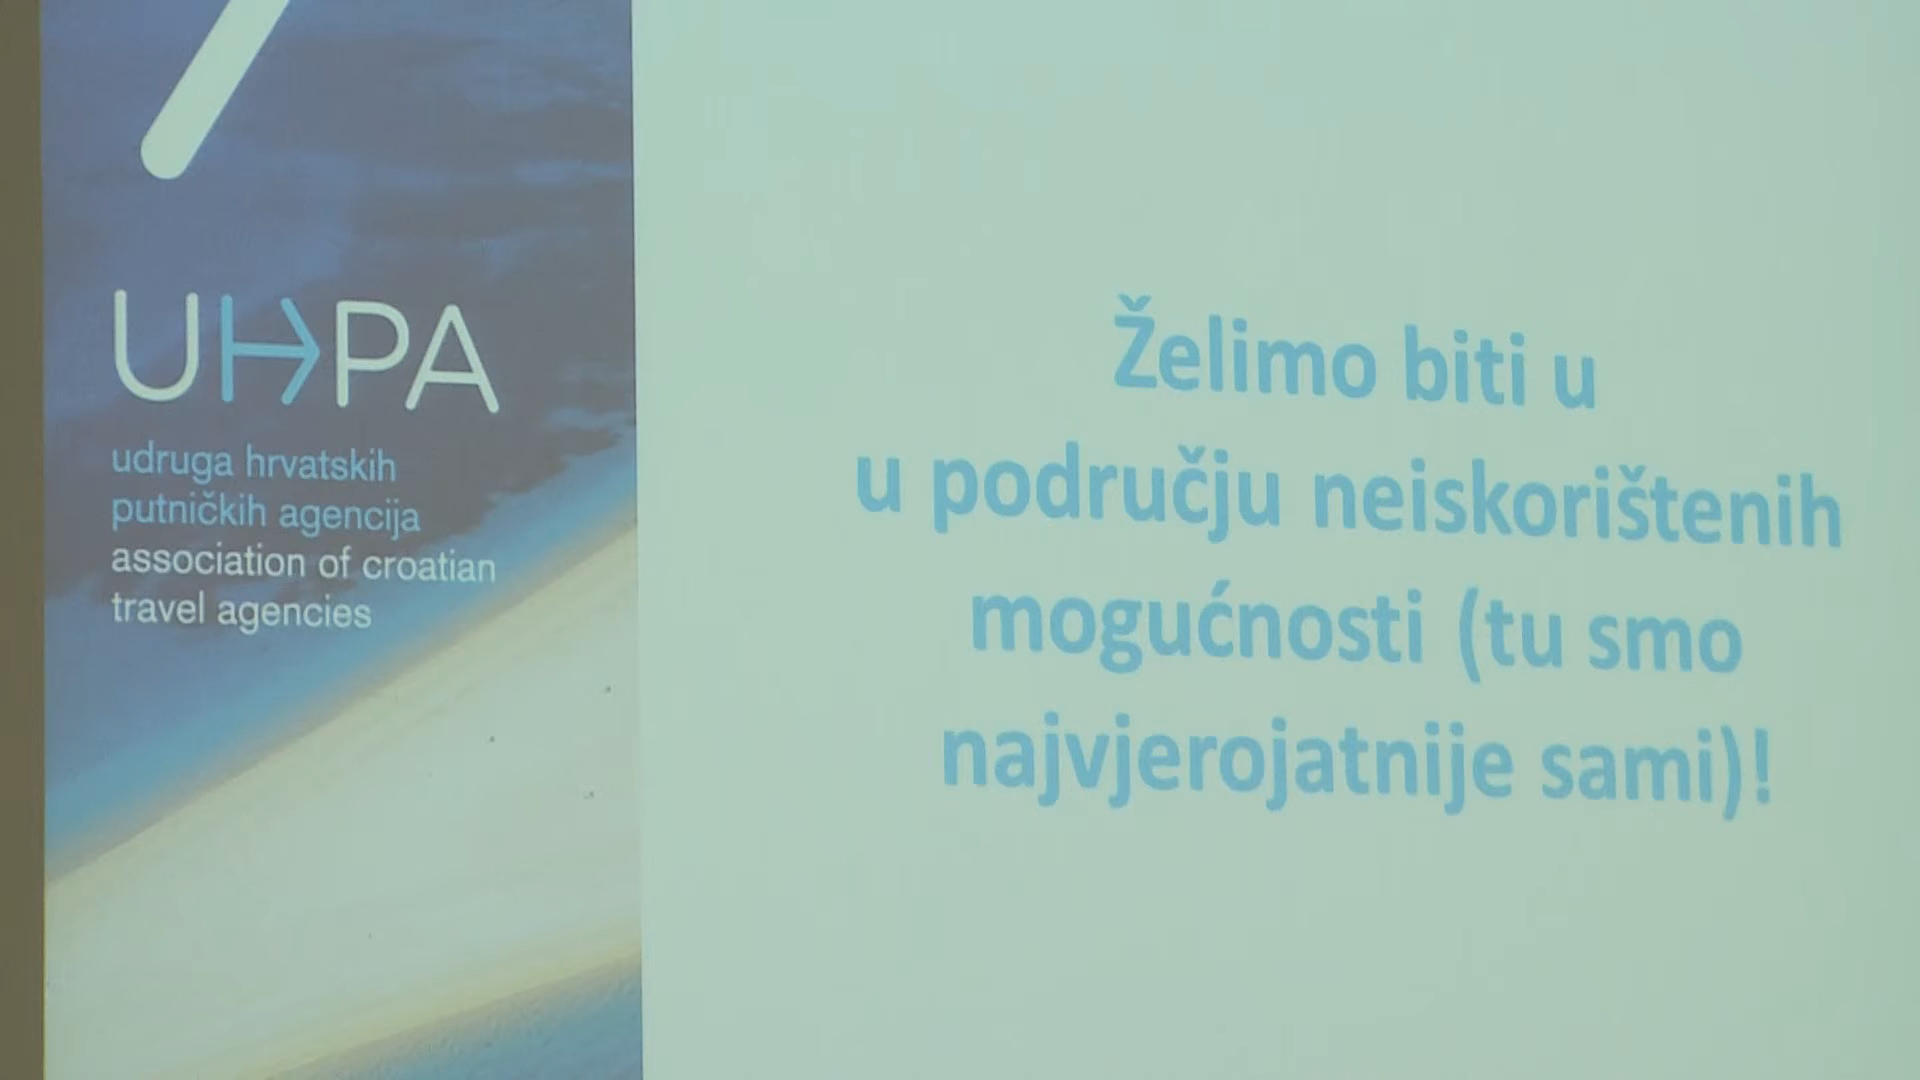 UHPA
udruga hrvatskih
putničkih agencija
association of croatian
travel agencies
Želimo biti u
u području neiskorištenih
mogućnosti (tu smo
najvjerojatnije sami)!